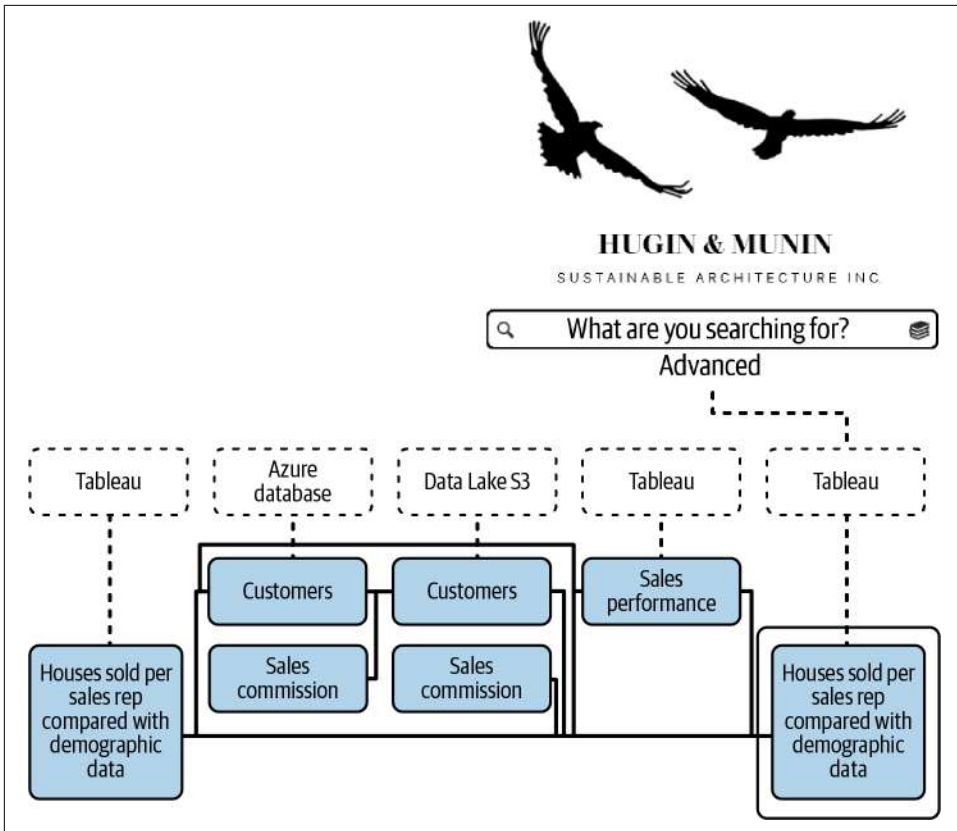 HUGIN & MUNIN
SUSTAINABLE ARCHITECTURE INC
What are you searching for?
Advanced
Tableau
Azure
database
Data Lake S3
Tableau
Tableau
Customers
Customers
Sales
performance
Houses sold per
sales rep
compared with
demographic
data
Sales
commission
Sales
commission
Houses sold per
sales rep
compared with
demographic
data